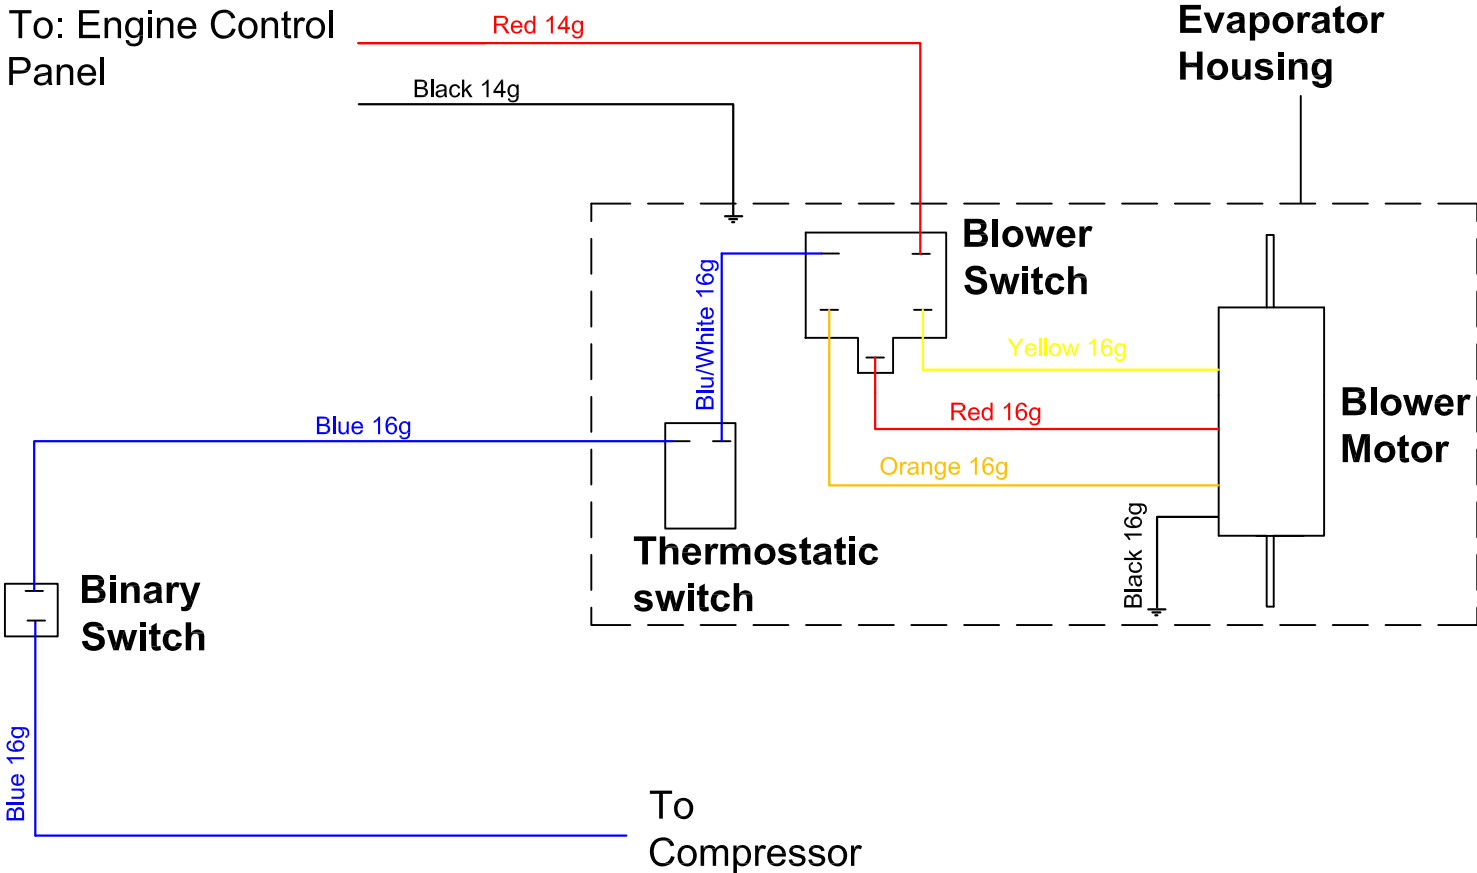 To: Engine Control
Panel
Red 14g
Black 14g
Evaporator
Housing
Blower
Switch
Blu/White 16g
Yellow 16g
Red 16g
Orange 16g
Blower
Motor
Blue 16g
Black 16g
Thermostatic
switch
Binary
Switch
Blue 16g
To
Compressor